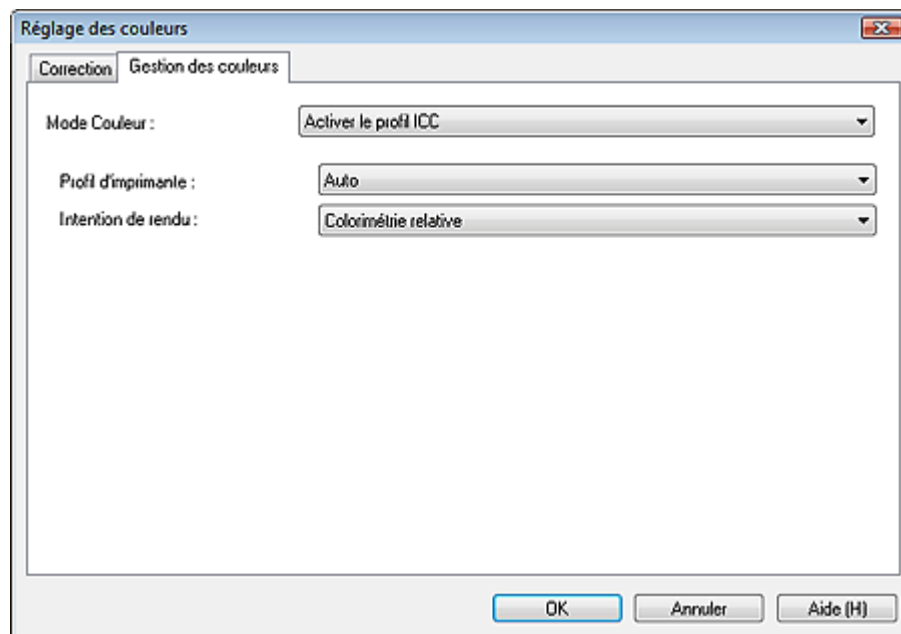 Réglage des couleurs
Correction
Gestion des couleurs
Mode Couleur :
Activer le profil ICC
Profil d'imprimante :
Auto
Intention de rendu :
Colorimétrie relative
OK
Annuler
Aide (H)